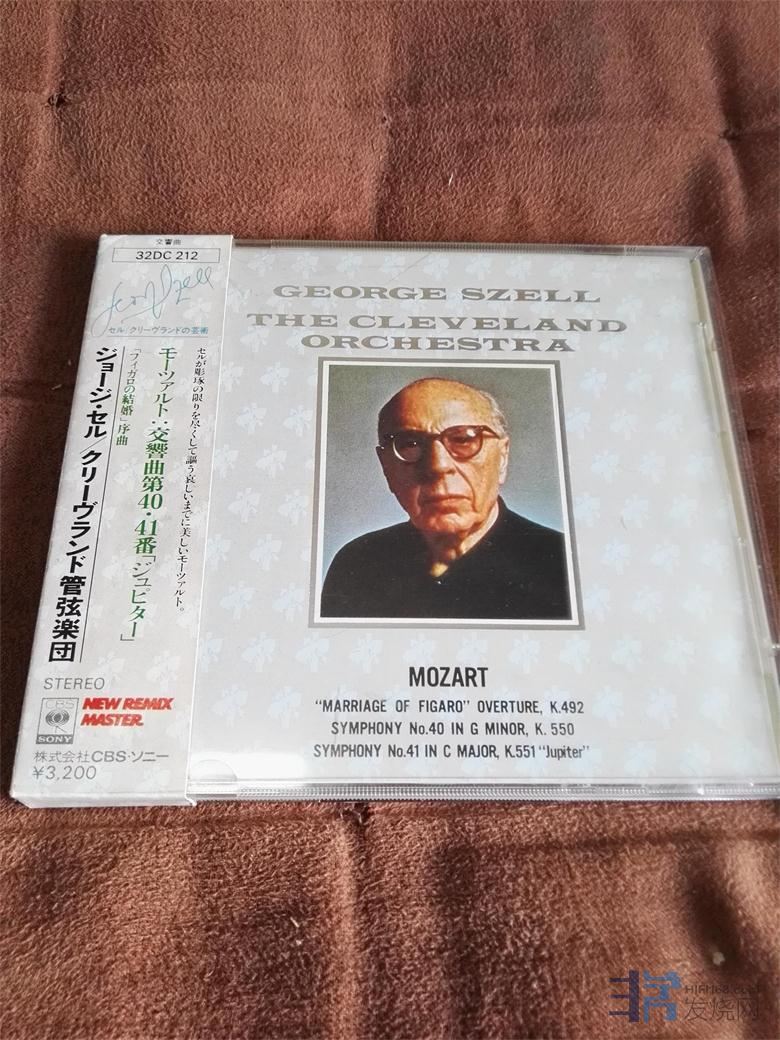 交響曲
32DC 212
セル/クリーヴランドの芸術
セルが彫琢の限りを尽くして謳う哀しいまでに美しいモーツァルト。
モーツァルト:交響曲第40・41番「ジュピター」
「フィガロの結婚」序曲
ジョージ・セル/クリーヴランド管弦楽団
STEREO
CBS
SONY
NEW REMIX
MASTER
株式会社CBS・ソニー
¥3,200
GEORGE SZELL
THE CLEVELAND
ORCHESTRA
MOZART
"MARRIAGE OF FIGARO" OVERTURE, K.492
SYMPHONY No.40 IN G MINOR, K. 550
SYMPHONY No.41 IN C MAJOR, K.551 "Jupiter"
发烧网